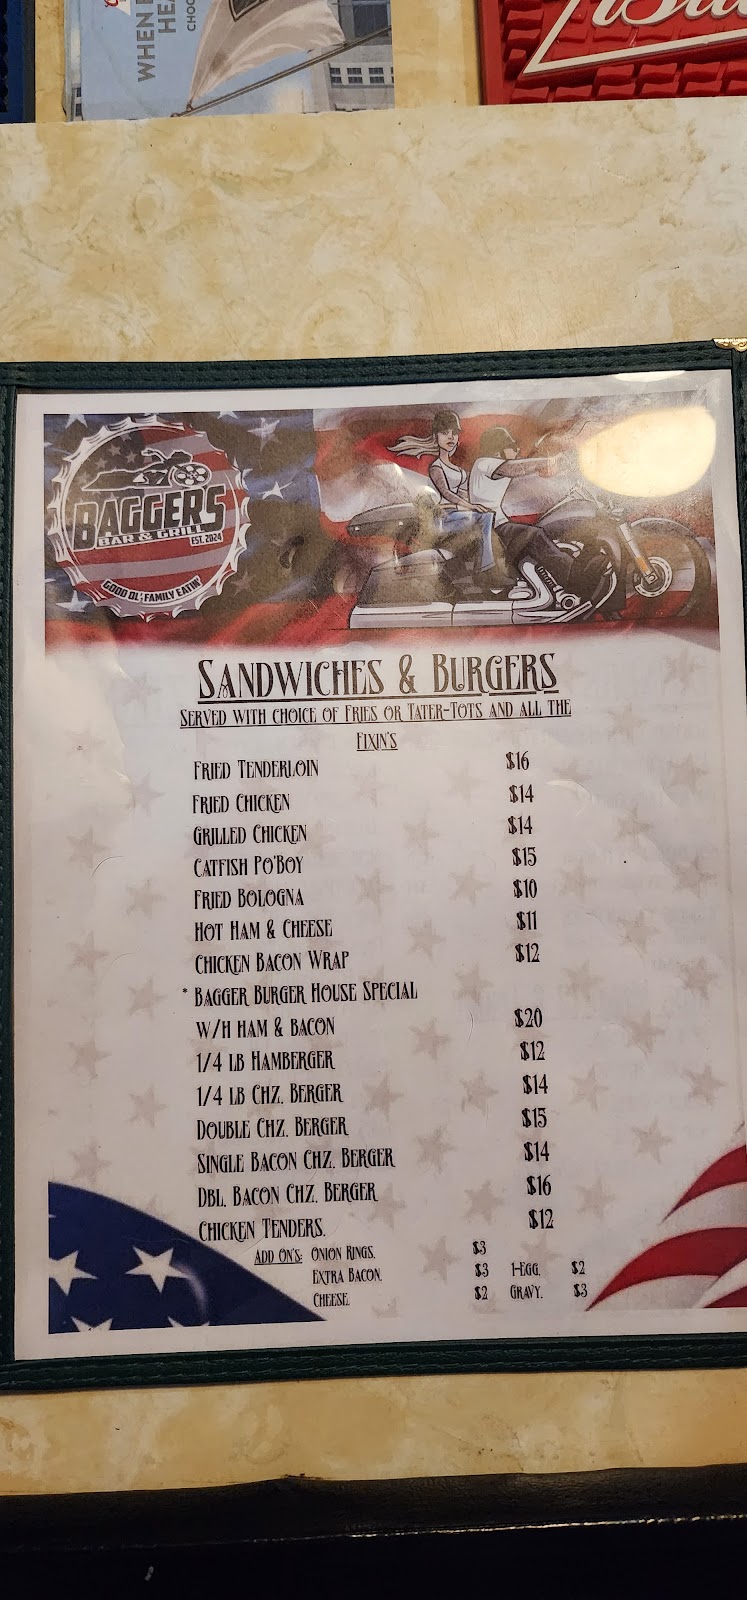 WHEN
HEA
CHOC
BAGGERS
BAR & GRILL
EST. 2024
GOOD OL' FAMILY EATIN'
SANDWICHES & BURGERS
SERVED WITH CHOICE OF FRIES OR TATER-TOTS AND ALL THE
FIXIN'S
FRIED TENDERLOIN $16
FRIED CHICKEN $14
GRILLED CHICKEN $14
CATFISH PO'BOY $15
FRIED BOLOGNA $10
HOT HAM & CHEESE $11
CHICKEN BACON WRAP $12
* BAGGER BURGER HOUSE SPECIAL
W/H HAM & BACON $20
1/4 LB HAMBERGER $12
1/4 LB CHZ. BERGER $14
DOUBLE CHZ. BERGER $15
SINGLE BACON CHZ. BERGER $14
DBL. BACON CHZ. BERGER $16
CHICKEN TENDERS. $12
ADD ON'S: ONION RINGS. $3
EXTRA BACON. $3 1-EGG. $2
CHEESE. $2 GRAVY. $3